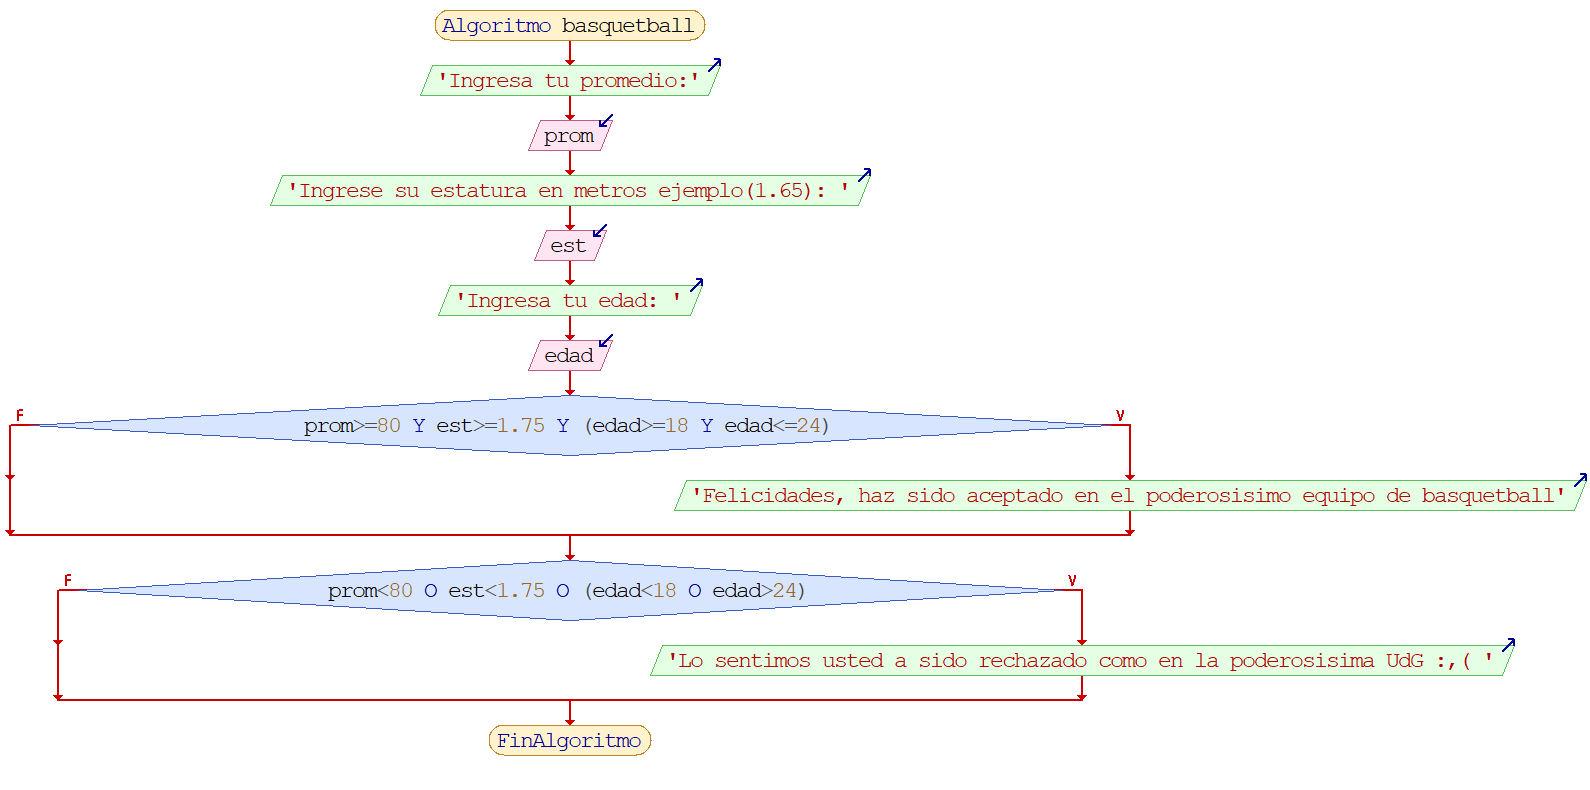 Algoritmo basquetball
'Ingresa tu promedio:'
prom
'Ingrese su estatura en metros ejemplo(1.65): '
est
'Ingresa tu edad: '
edad
F
V
prom>=80 Y est>=1.75 Y (edad>=18 Y edad<=24)
'Felicidades, haz sido aceptado en el poderosisimo equipo de basquetball'
F
V
prom<80 O est<1.75 O (edad<18 O edad>24)
'Lo sentimos usted a sido rechazado como en la poderosisima UdG :,( '
FinAlgoritmo